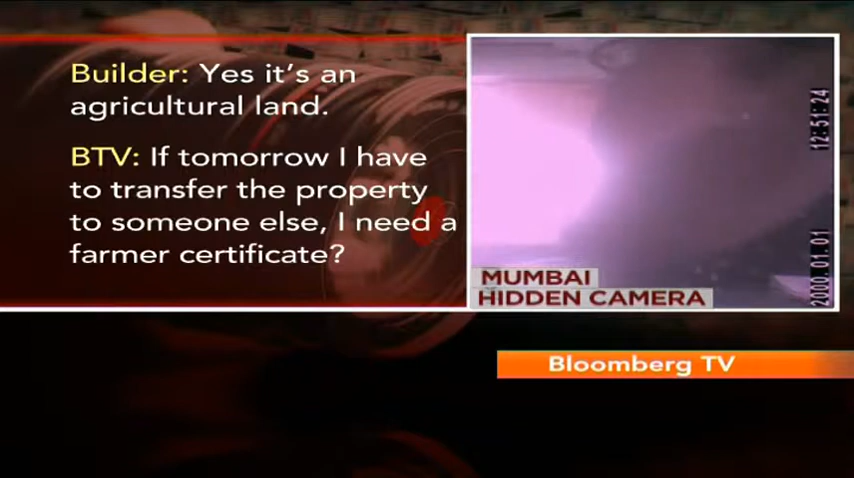 Builder: Yes it's an
agricultural land.
BTV: If tomorrow I have
to transfer the property
to someone else, I need a
farmer certificate?
12:51:24
2000.01.01
MUMBAI
HIDDEN CAMERA
Bloomberg TV